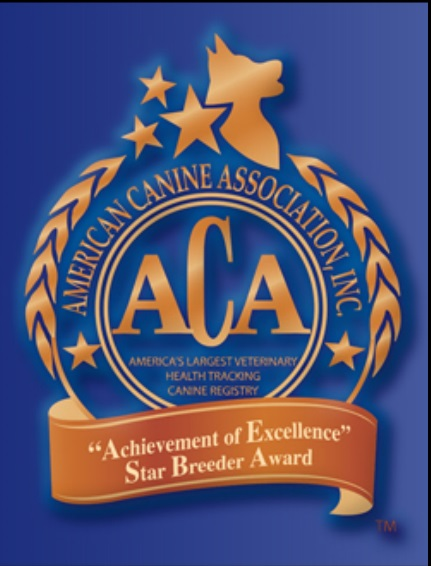 AMERICAN CANINE ASSOCIATION, INC.
ACA
AMERICA'S LARGEST VETERINARY
HEALTH TRACKING
CANINE REGISTRY
“Achievement of Excellence”
Star Breeder Award
TM